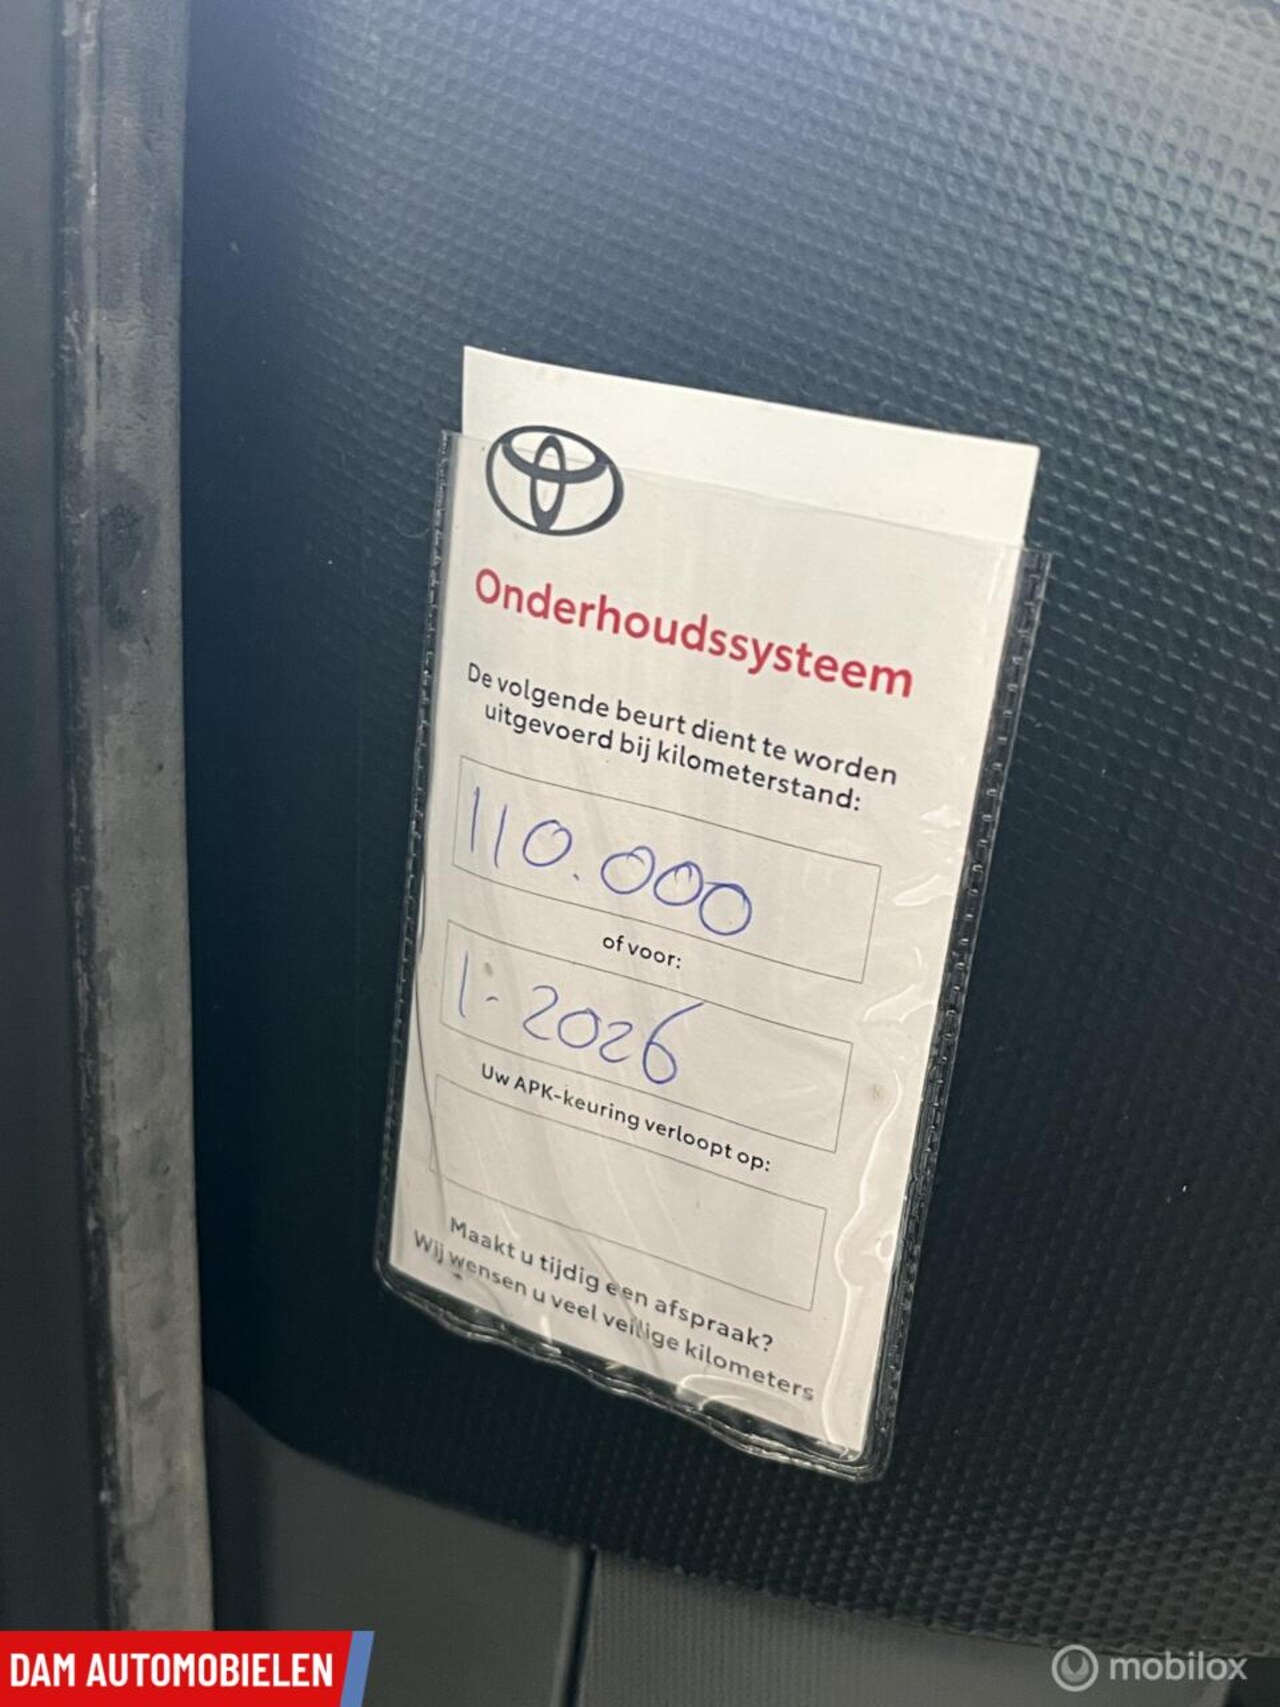 Onderhoudssysteem
De volgende beurt dient te worden
uitgevoerd bij kilometerstand:
110.000
of voor:
1-2026
Uw APK-keuring verloopt op:
Maakt u tijdig een afspraak?
Wij wensen u veel veilige kilometers
DAM AUTOMOBIELEN
mobilox